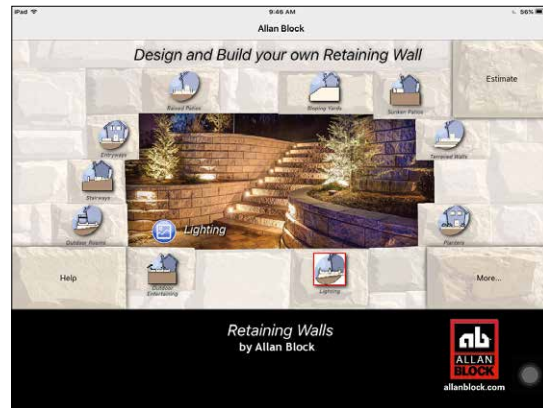 iPad
9:46 AM
56%
Allan Block
Design and Build your own Retaining Wall
Estimate
Raised Patios
Sloping Yards
Sunken Patios
Entryways
Terraced Walls
Stairways
Outdoor Rooms
Lighting
Planters
Help
Outdoor
Entertaining
Lighting
More...
Retaining Walls
by Allan Block
ab
ALLAN
BLOCK
allanblock.com